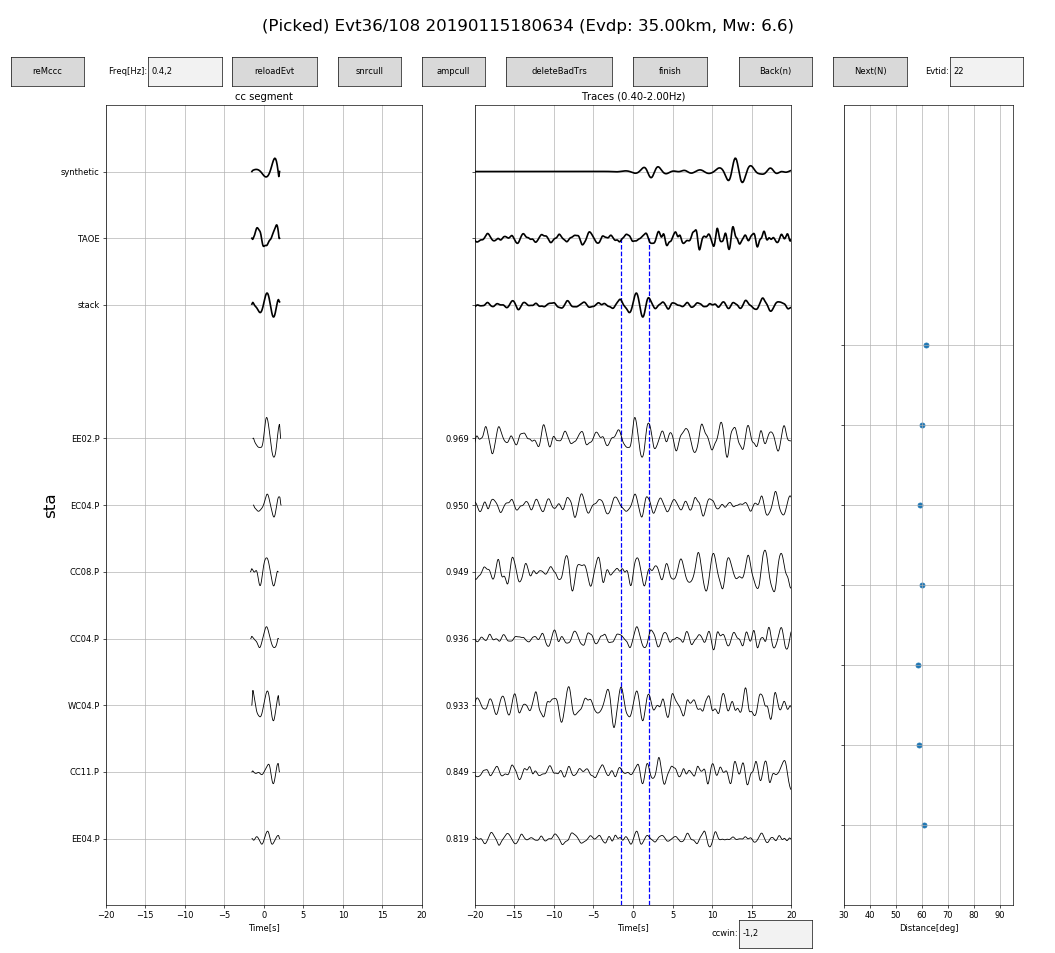 (Picked) Evt36/108 20190115180634 (Evdp: 35.00km, Mw: 6.6)
reMccc Freq[Hz]: 0.4,2 reloadEvt snrcull ampcull deleteBadTrs finish Back(n) Next(N) Evtid: 22
cc segment Traces (0.40-2.00Hz)
synthetic
TAOE
stack
EE02.P 0.969
EC04.P 0.950
CC08.P 0.949
CC04.P 0.936
WC04.P 0.933
CC11.P 0.849
EE04.P 0.819
sta
−20 −15 −10 −5 0 5 10 15 20 −20 −15 −10 −5 0 5 10 15 20 30 40 50 60 70 80 90
Time[s] Time[s] Distance[deg]
ccwin: -1,2